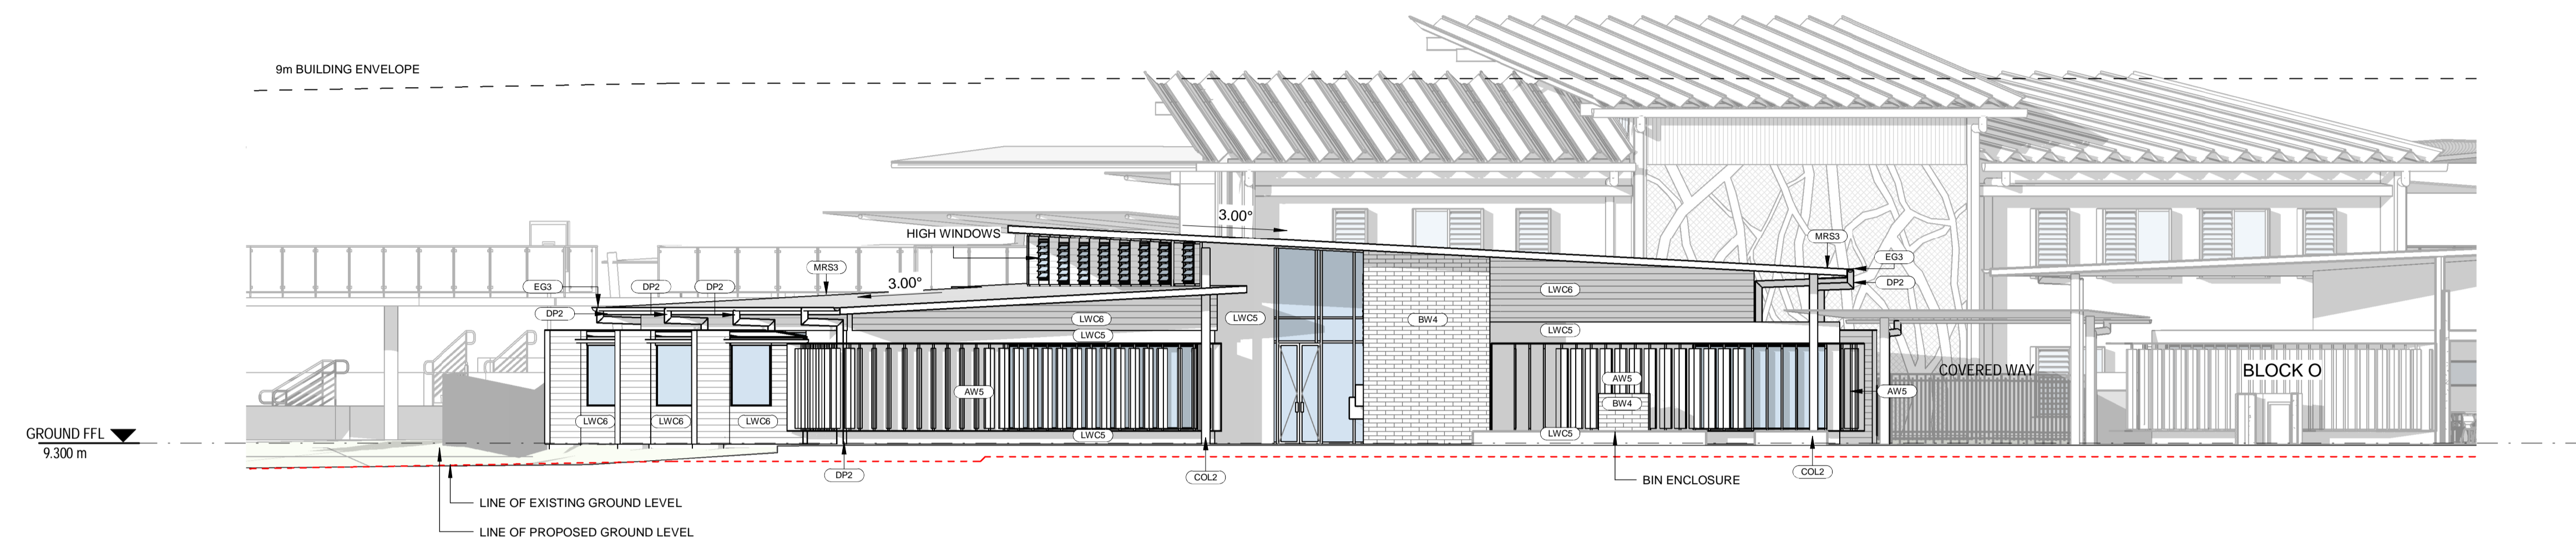 9m BUILDING ENVELOPE
3.00°
HIGH WINDOWS
MRS3
MRS3
EG3
3.00°
EG3
DP2
DP2
DP2
DP2
LWC6
LWC6
LWC5
BW4
LWC5
LWC5
COVERED WAY
BLOCK O
AW5
AW5
AW5
BW4
LWC6
LWC6
LWC6
GROUND FFL
9.300 m
LWC5
LWC5
DP2
COL2
COL2
BIN ENCLOSURE
LINE OF EXISTING GROUND LEVEL
LINE OF PROPOSED GROUND LEVEL